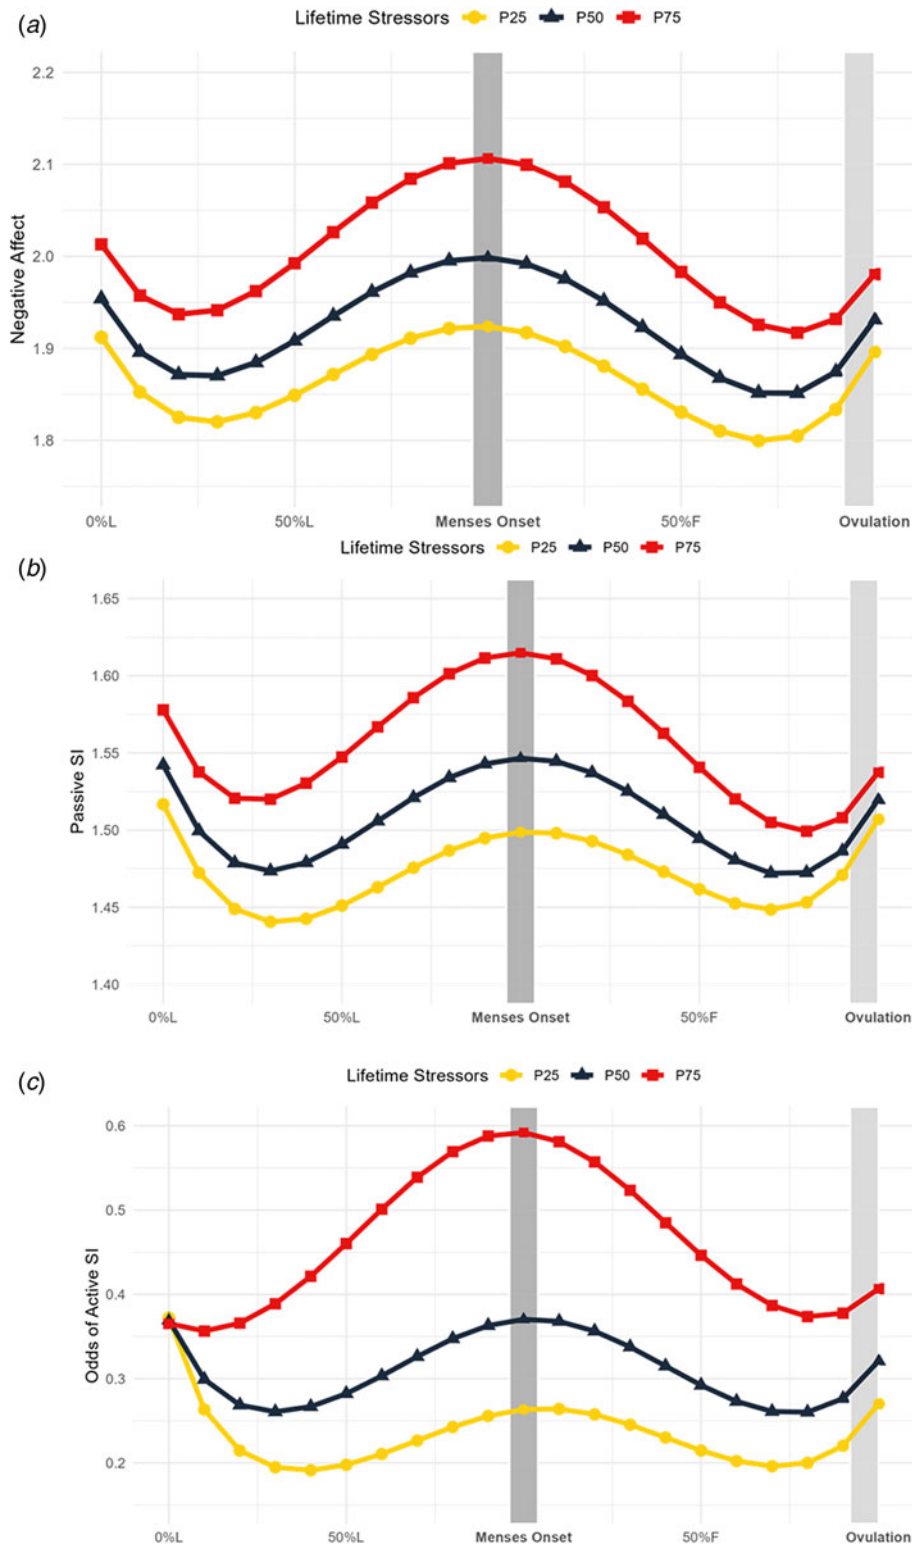 (a)
Lifetime Stressors P25 P50 P75
Negative Affect
2.2
2.1
2.0
1.9
1.8
0%L 50%L Menses Onset 50%F Ovulation
(b)
Lifetime Stressors P25 P50 P75
Passive SI
1.65
1.60
1.55
1.50
1.45
1.40
0%L 50%L Menses Onset 50%F Ovulation
(c)
Lifetime Stressors P25 P50 P75
Odds of Active SI
0.6
0.5
0.4
0.3
0.2
0%L 50%L Menses Onset 50%F Ovulation